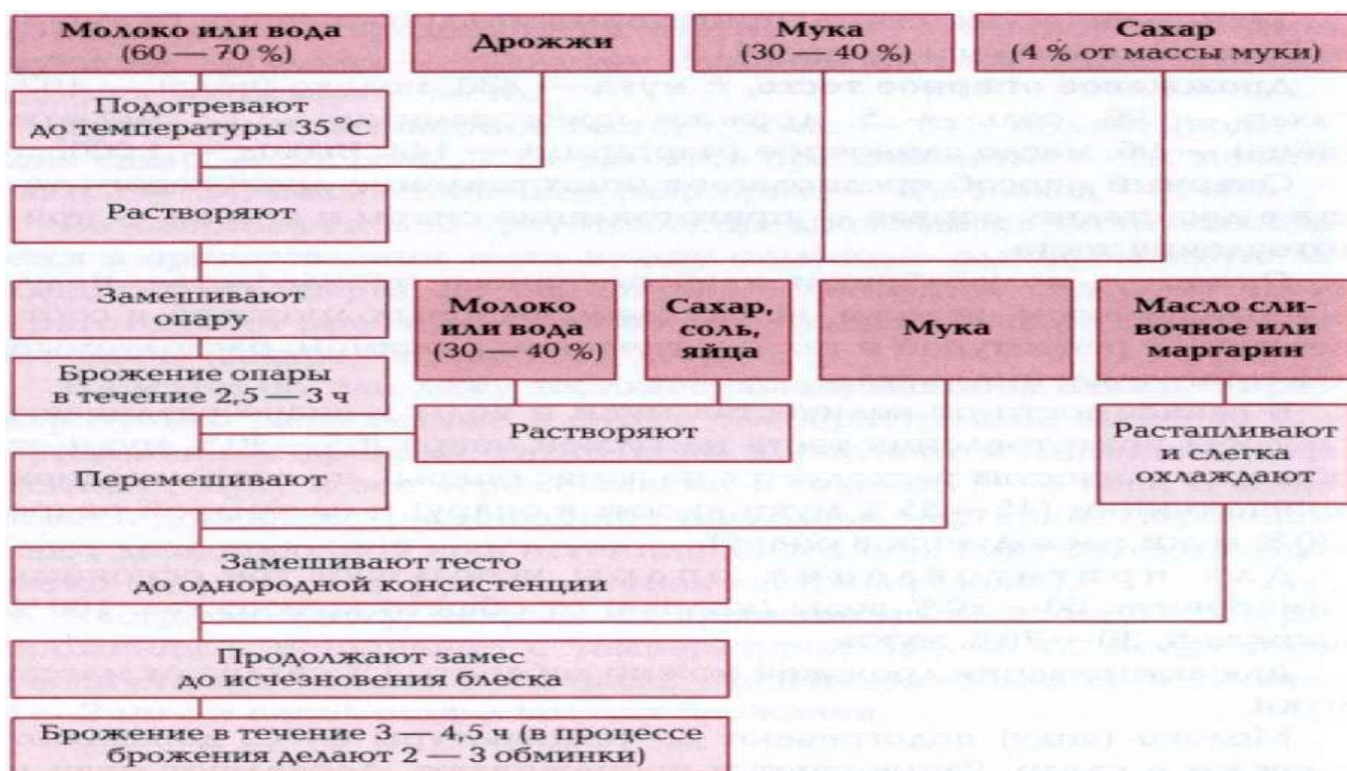 Молоко или вода
(60 — 70 %)
Дрожжи
Мука
(30 — 40 %)
Сахар
(4 % от массы муки)
Подогревают
до температуры 35 °С
Растворяют
Замешивают
опару
Молоко
или вода
(30 — 40 %)
Сахар,
соль,
яйца
Мука
Масло сли-
вочное или
маргарин
Брожение опары
в течение 2,5 — 3 ч
Растворяют
Растапливают
и слегка
охлаждают
Перемешивают
Замешивают тесто
до однородной консистенции
Продолжают замес
до исчезновения блеска
Брожение в течение 3 — 4,5 ч (в процессе
брожения делают 2 — 3 обминки)